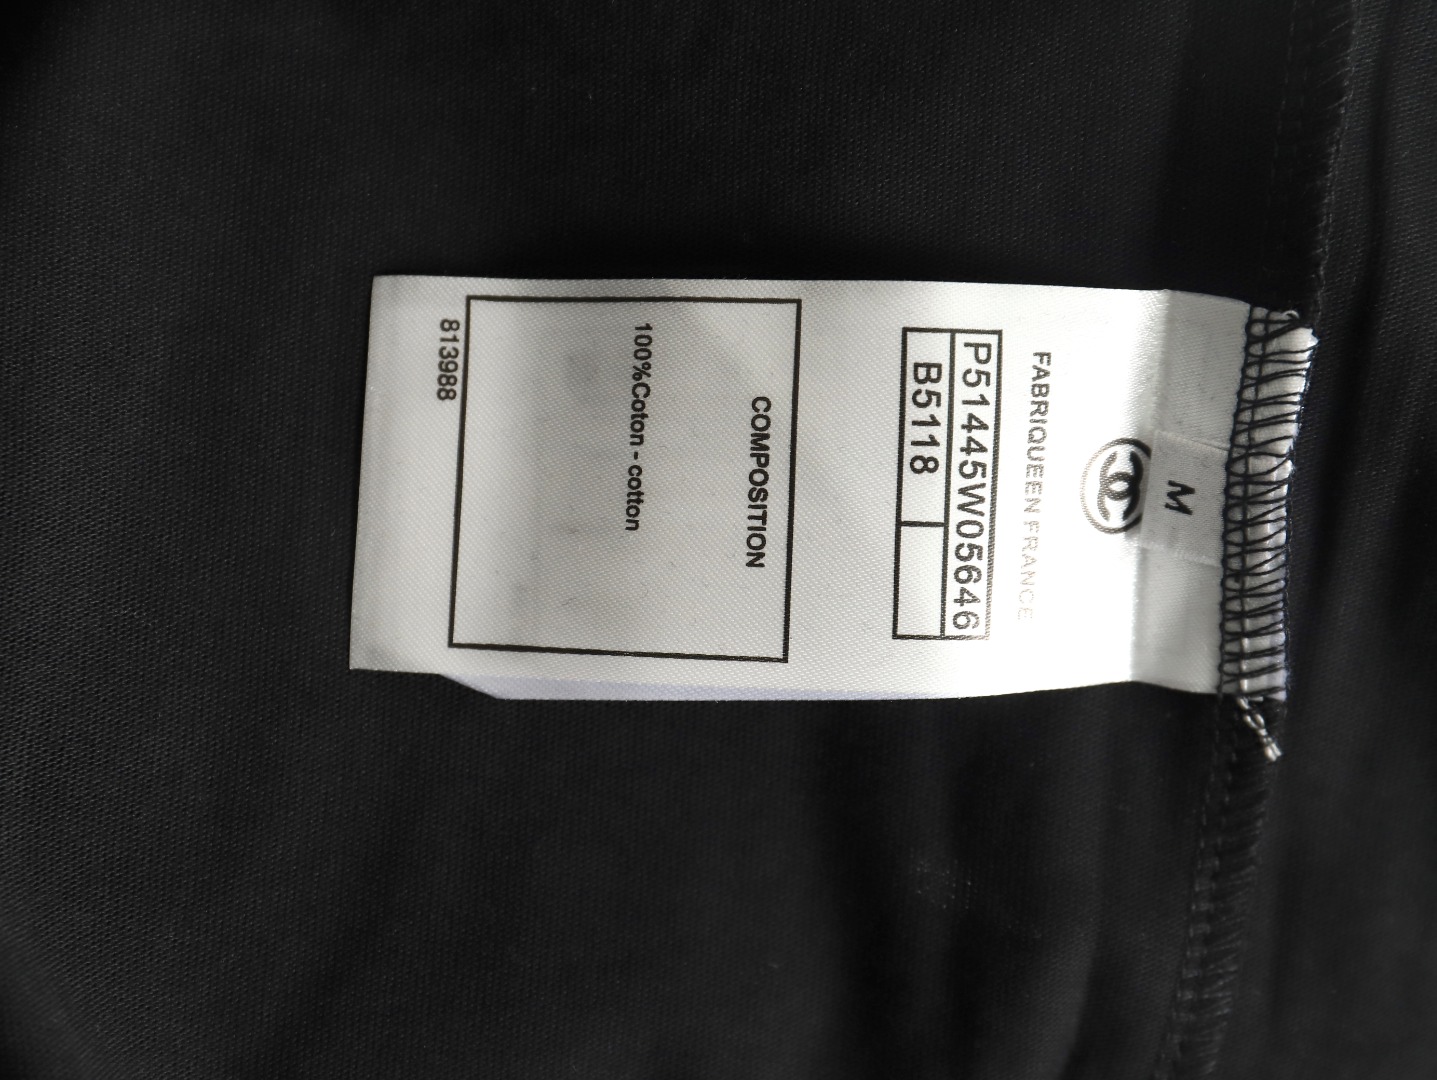 M
FABRIQUEEN FRANCE
P51445W05646
B5118
COMPOSITION
100%Coton - cotton
813988